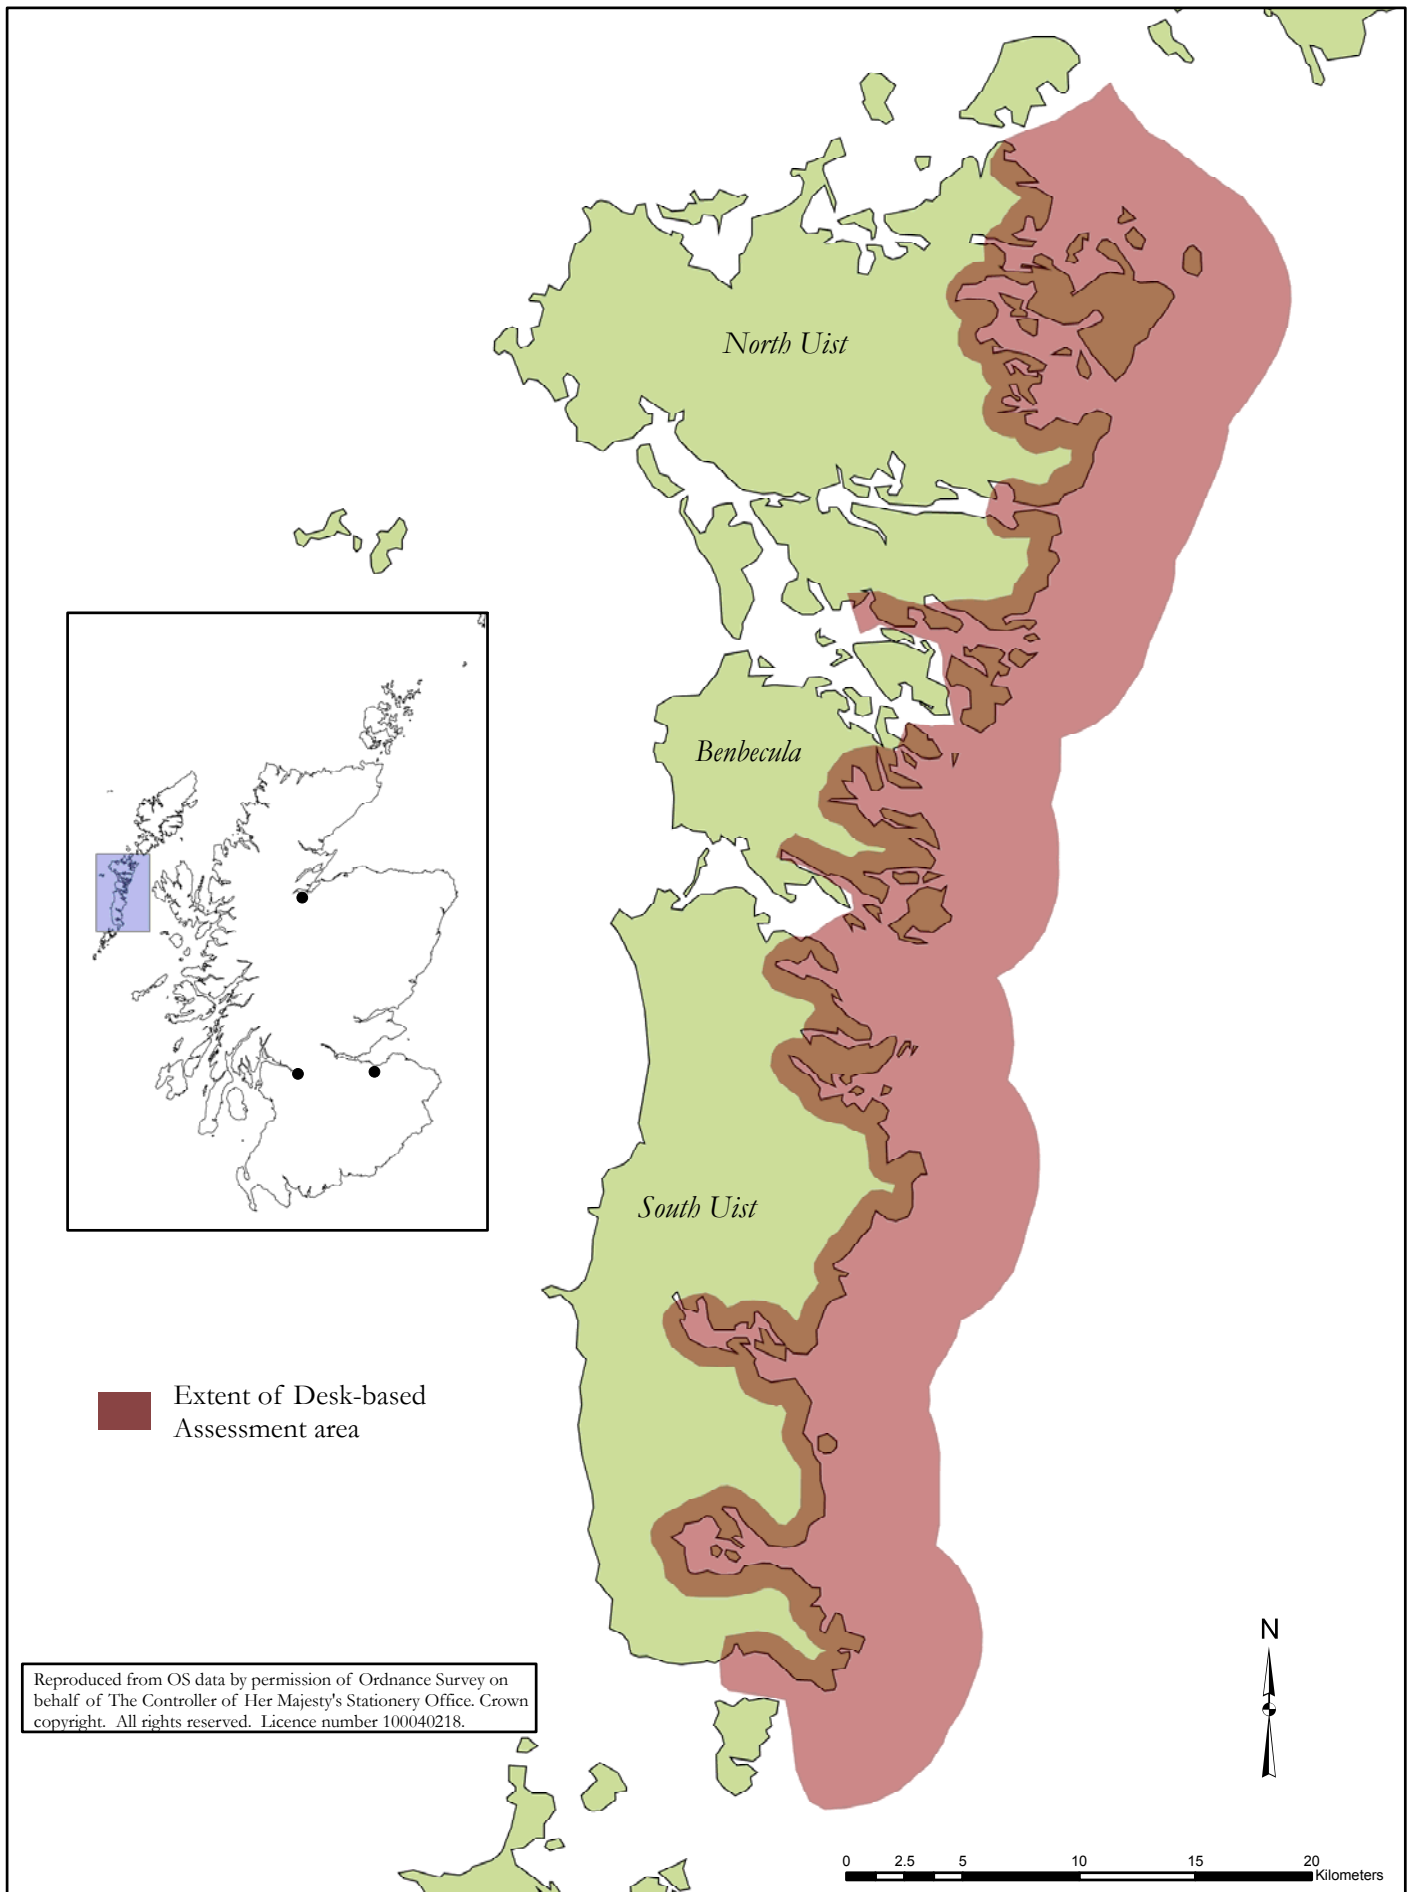 North Uist
Benbecula
South Uist
Extent of Desk-based
Assessment area
Reproduced from OS data by permission of Ordnance Survey on
behalf of The Controller of Her Majesty's Stationery Office. Crown
copyright. All rights reserved. Licence number 100040218.
N
0 2.5 5 10 15 20
Kilometers